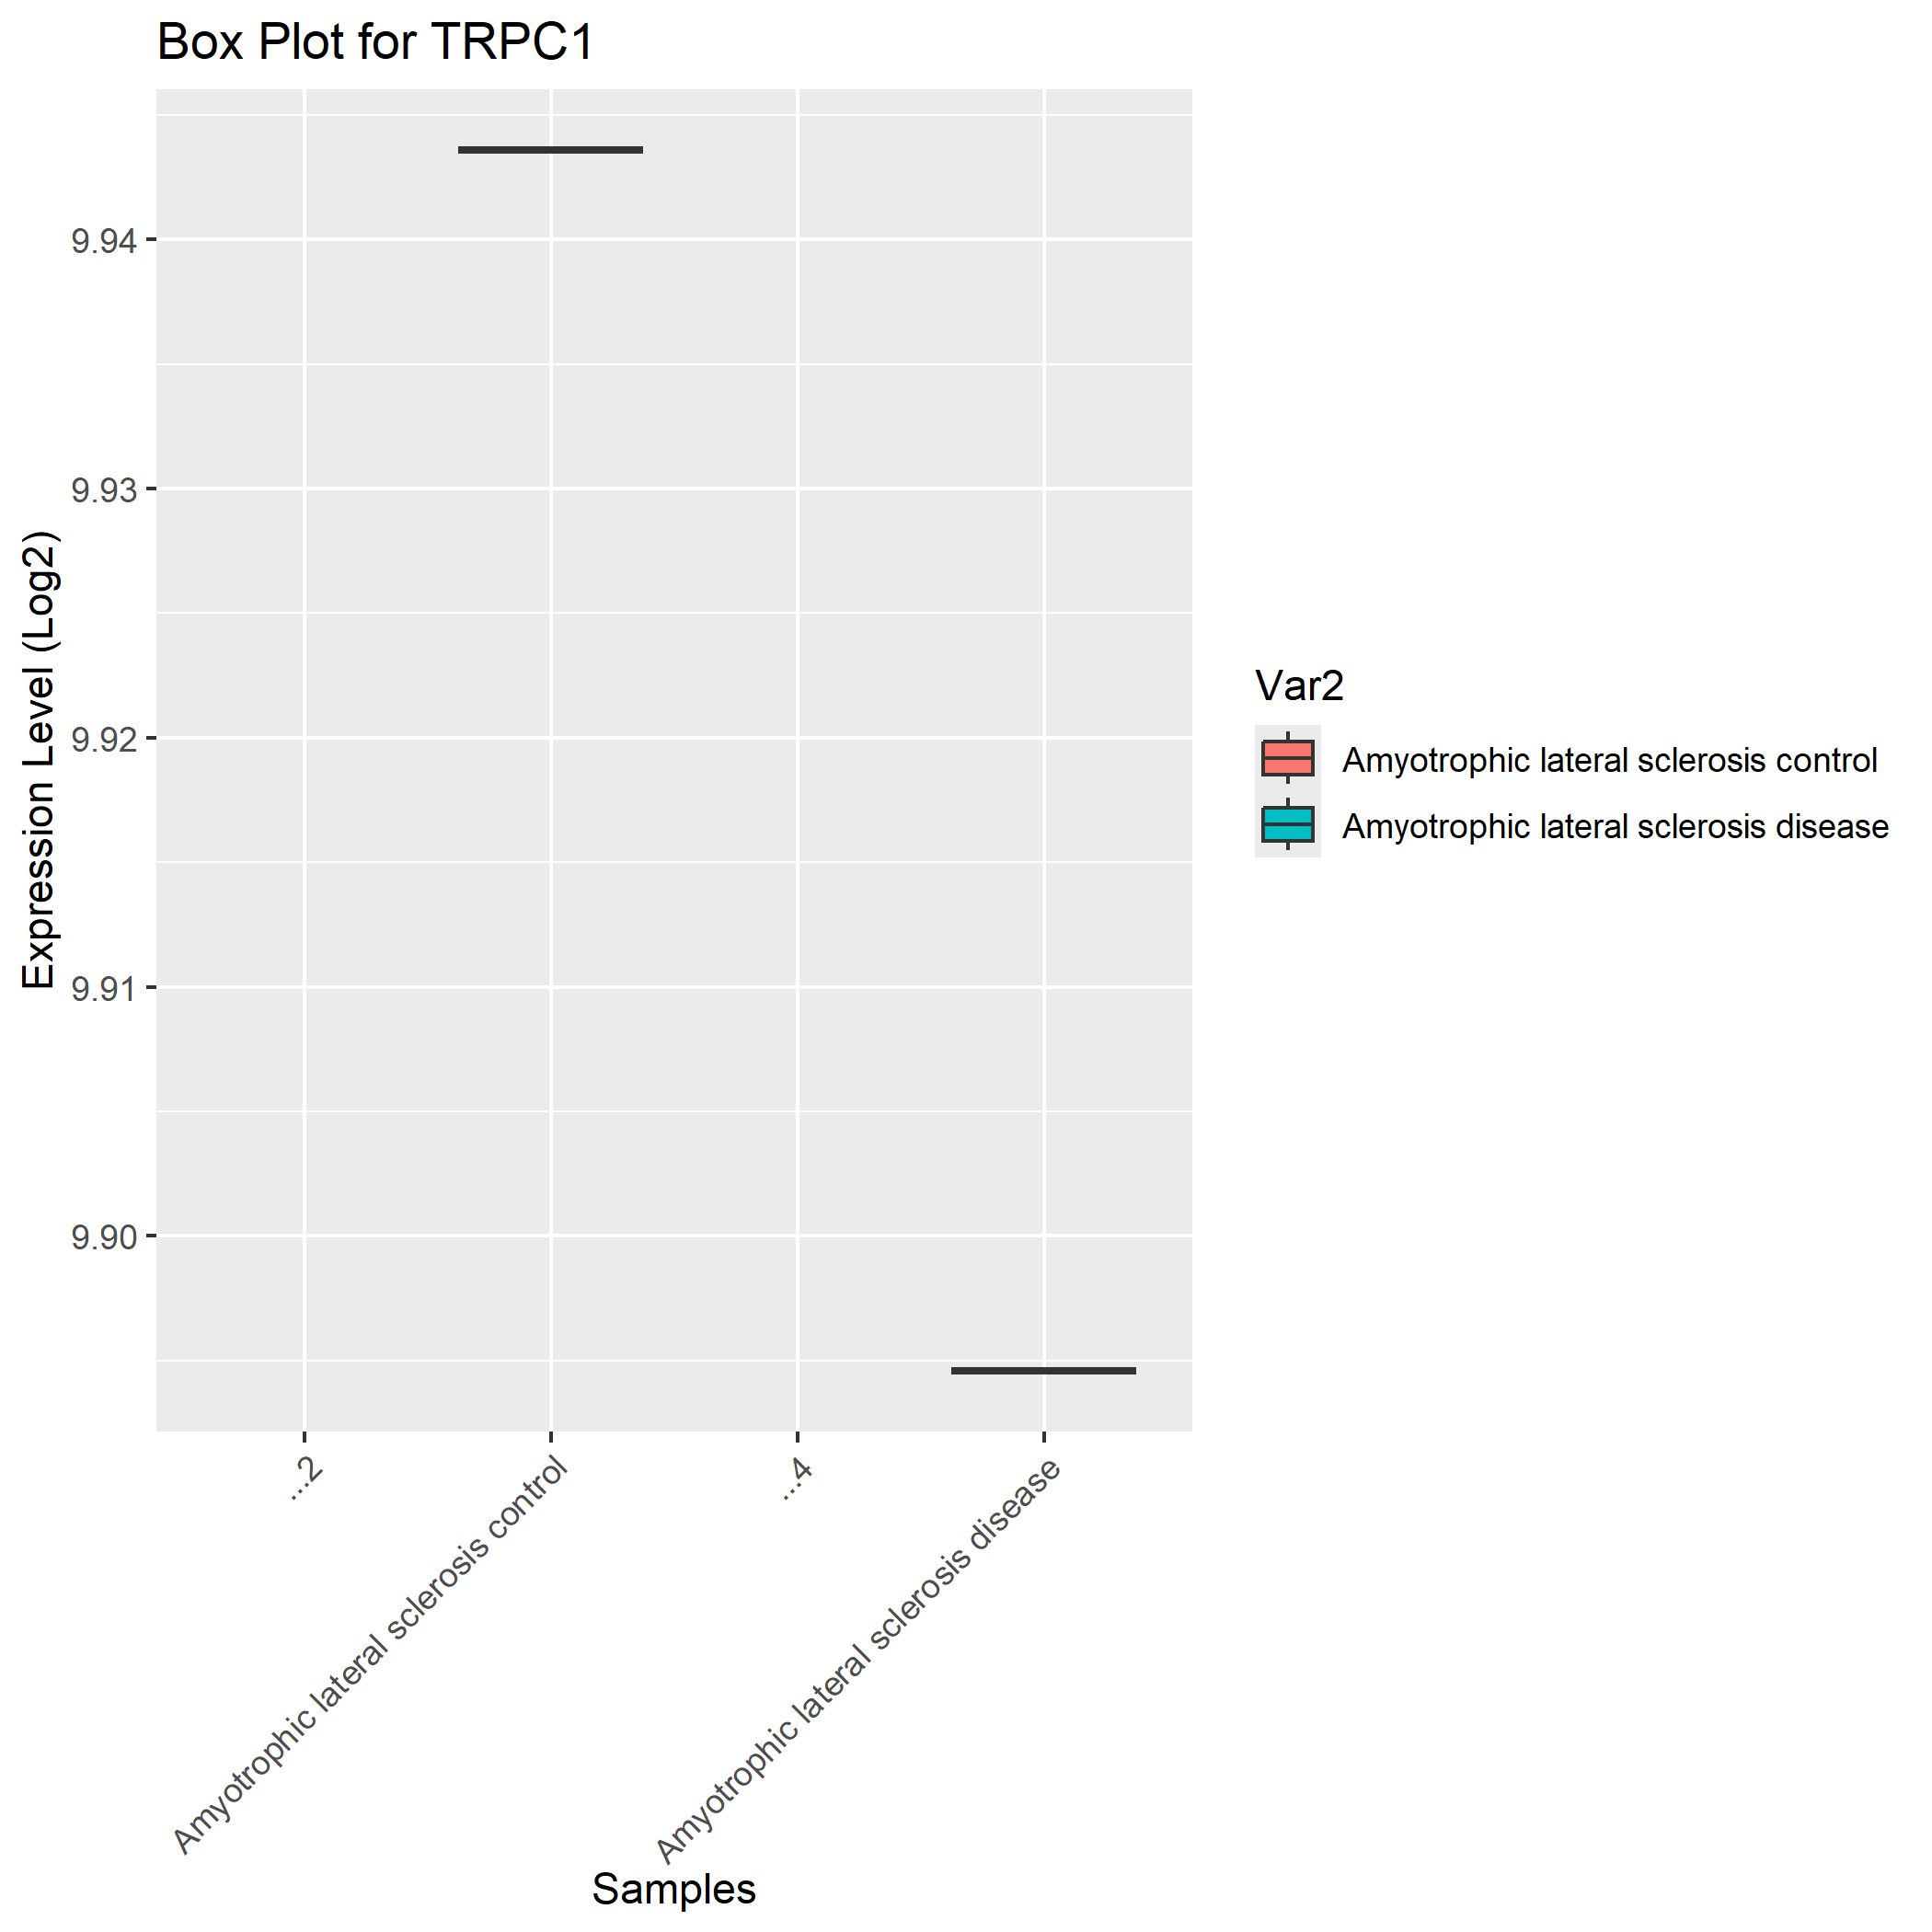 Box Plot for TRPC1
Expression Level (Log2)
9.94
9.93
9.92
9.91
9.90
...2
Amyotrophic lateral sclerosis control
...4
Amyotrophic lateral sclerosis disease
Samples
Var2
Amyotrophic lateral sclerosis control
Amyotrophic lateral sclerosis disease